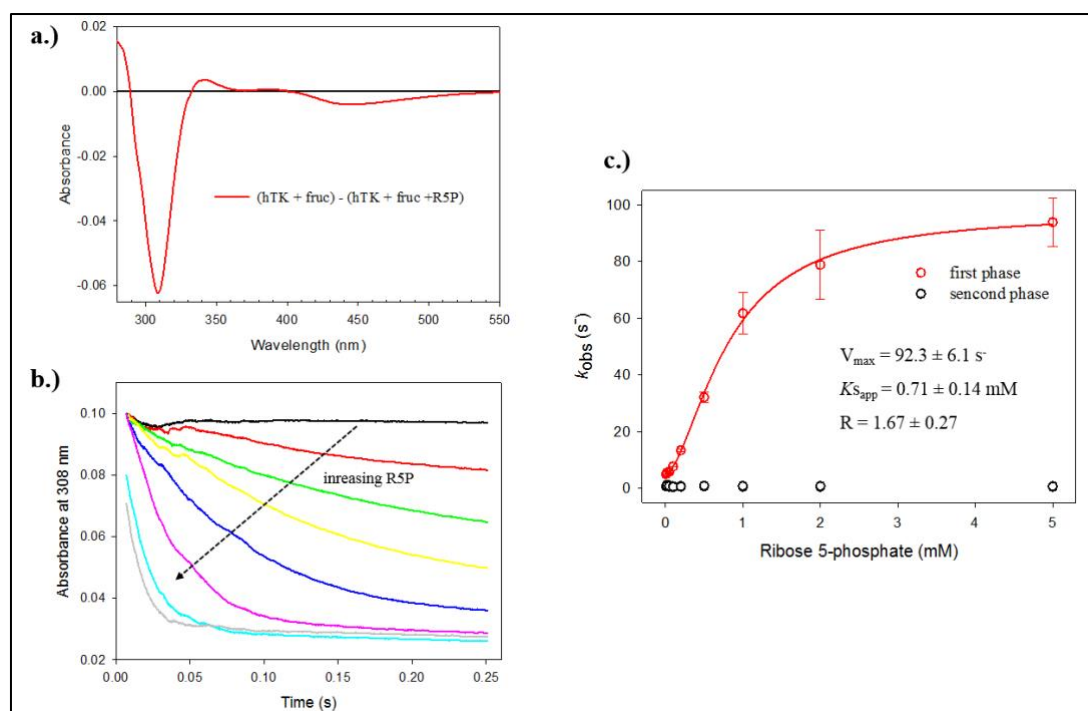 a.)
0.02
0.00
-0.02
-0.04
-0.06
Absorbance
300 350 400 450 500 550
Wavelength (nm)
(hTK + fruc) - (hTK + fruc +R5P)
b.)
0.10
0.08
0.06
0.04
0.02
Absorbance at 308 nm
0.00 0.05 0.10 0.15 0.20 0.25
Time (s)
inreasing R5P
c.)
100
80
60
40
20
0
kobs (s⁻)
0 1 2 3 4 5
Ribose 5-phosphate (mM)
first phase
sencond phase
Vmax = 92.3 ± 6.1 s⁻
Ksapp = 0.71 ± 0.14 mM
R = 1.67 ± 0.27